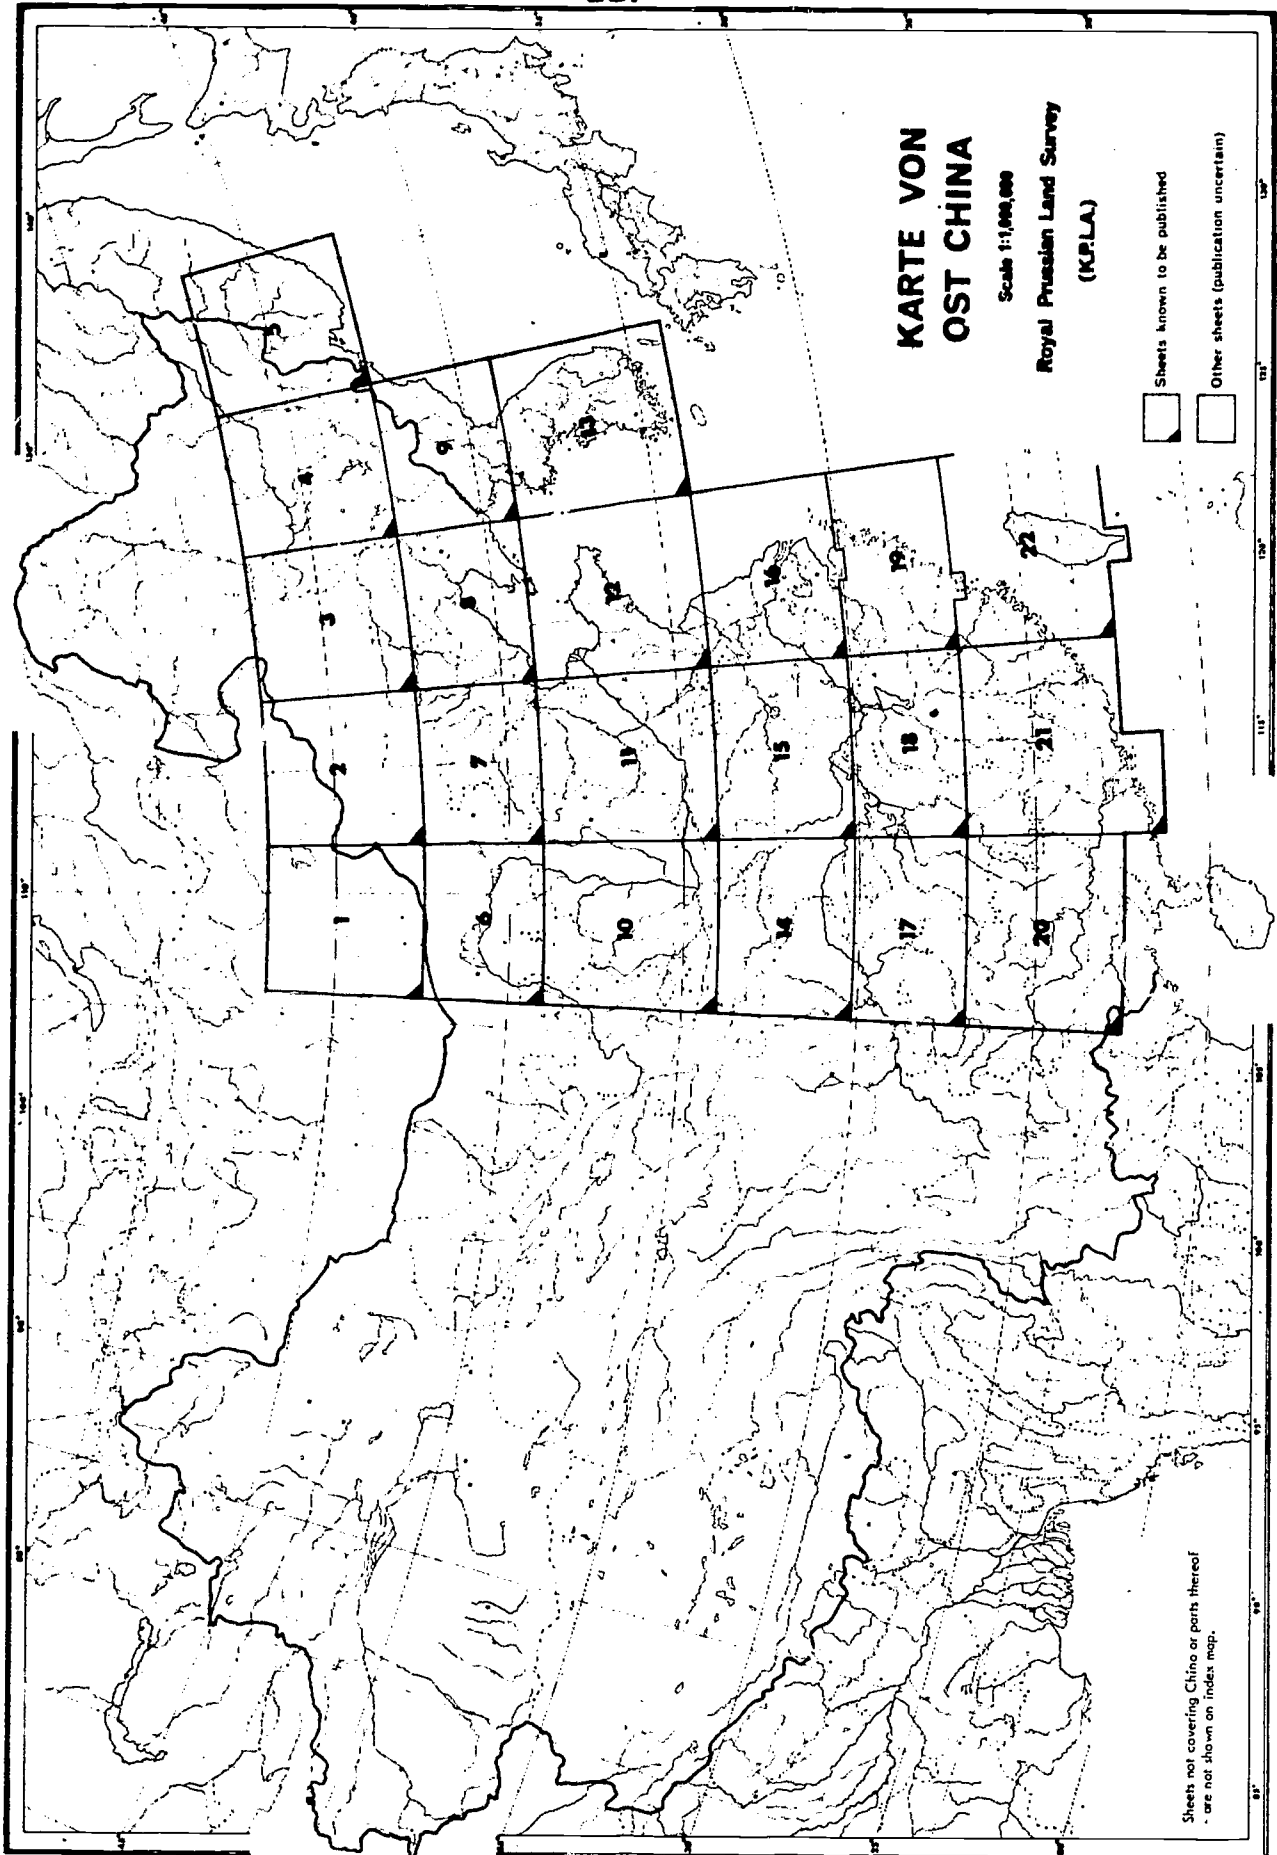 KARTE VON
OST CHINA
Scale 1:1,000,000
Royal Prussian Land Survey
(K.P.L.A.)
Sheets known to be published
Other sheets (publication uncertain)
Sheets not covering China or parts thereof
are not shown on index map.
1
2
3
4
5
6
7
8
9
10
11
12
13
14
15
16
17
18
19
20
21
22